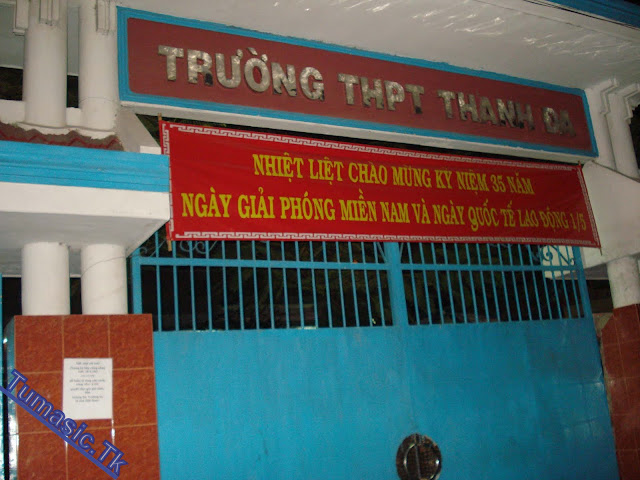 TRƯỜNG THPT THANH ĐA
NHIỆT LIỆT CHÀO MỪNG KỶ NIỆM 35 NĂM
NGÀY GIẢI PHÓNG MIỀN NAM VÀ NGÀY QUỐC TẾ LAO ĐỘNG 1/5
Tumasic.Tk